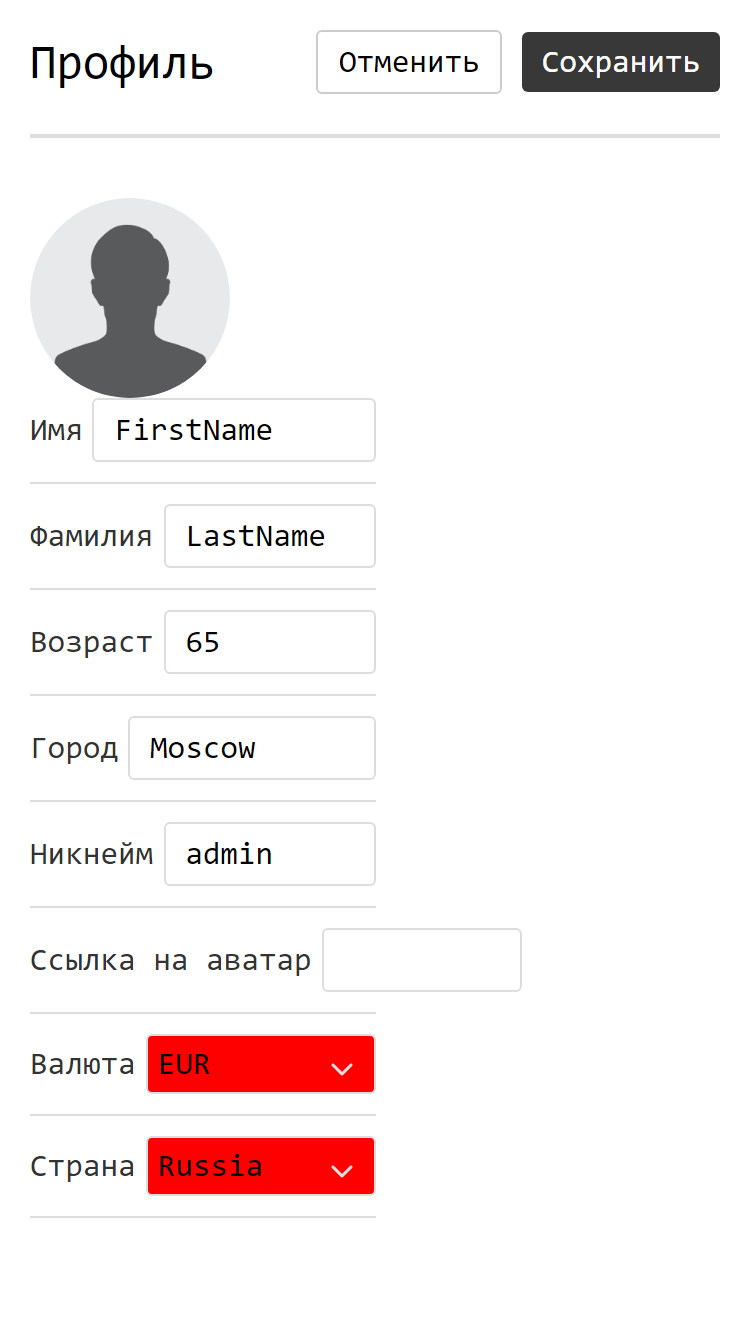 Профиль Отменить Сохранить
Имя FirstName
Фамилия LastName
Возраст 65
Город Moscow
Никнейм admin
Ссылка на аватар
Валюта EUR
Страна Russia